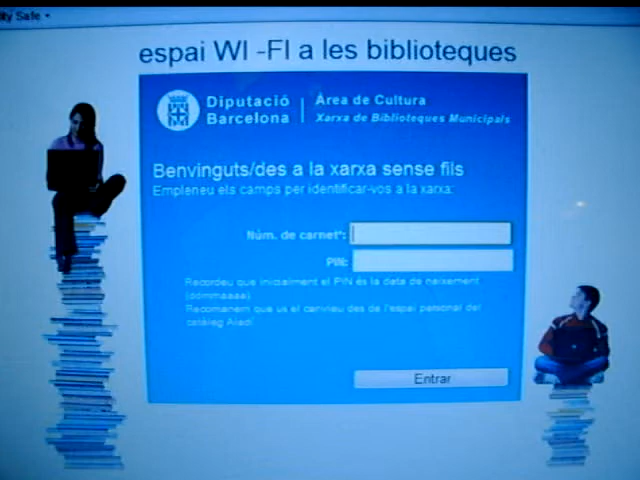 ty Safe
espai WI -FI a les biblioteques
Diputació
Barcelona
Àrea de Cultura
Xarxa de Biblioteques Municipals
Benvinguts/des a la xarxa sense fils
Empleneu els camps per identificar-vos a la xarxa:
Núm. de carnet*:
PIN:
Recordeu que inicialment el PIN és la data de naixement
(ddmmaaaa)
Recomanem que us el canvieu des de l'espai personal del
catàleg Aladí.
Entrar